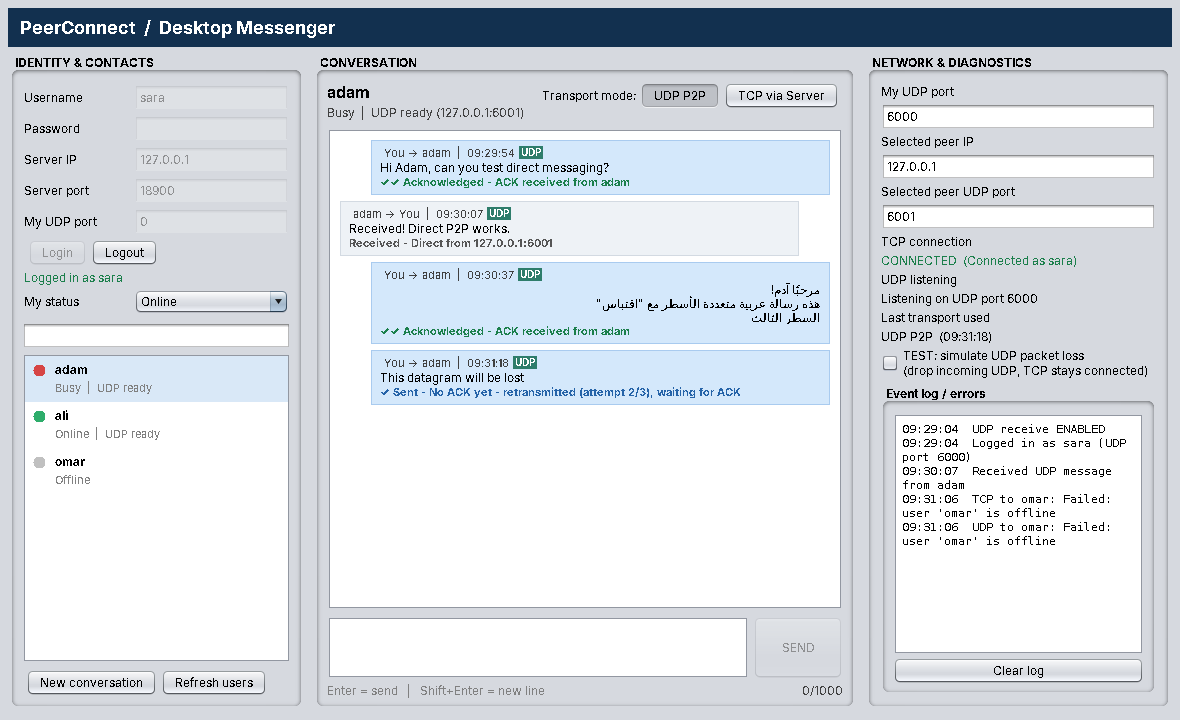 PeerConnect / Desktop Messenger
IDENTITY & CONTACTS
Username
sara
Password
Server IP
127.0.0.1
Server port
18900
My UDP port
0
Login
Logout
Logged in as sara
My status
Online
adam
Busy | UDP ready
ali
Online | UDP ready
omar
Offline
New conversation
Refresh users
CONVERSATION
adam
Transport mode:
UDP P2P
TCP via Server
Busy | UDP ready (127.0.0.1:6001)
You → adam | 09:29:54 UDP
Hi Adam, can you test direct messaging?
✓✓ Acknowledged - ACK received from adam
adam → You | 09:30:07 UDP
Received! Direct P2P works.
Received - Direct from 127.0.0.1:6001
You → adam | 09:30:37 UDP
مرحبًا آدم!
هذه رسالة عربية متعددة الأسطر مع "اقتباس"
السطر الثالث
✓✓ Acknowledged - ACK received from adam
You → adam | 09:31:18 UDP
This datagram will be lost
✓ Sent - No ACK yet - retransmitted (attempt 2/3), waiting for ACK
SEND
Enter = send | Shift+Enter = new line
0/1000
NETWORK & DIAGNOSTICS
My UDP port
6000
Selected peer IP
127.0.0.1
Selected peer UDP port
6001
TCP connection
CONNECTED (Connected as sara)
UDP listening
Listening on UDP port 6000
Last transport used
UDP P2P (09:31:18)
TEST: simulate UDP packet loss
(drop incoming UDP, TCP stays connected)
Event log / errors
09:29:04 UDP receive ENABLED
09:29:04 Logged in as sara (UDP
port 6000)
09:30:07 Received UDP message
from adam
09:31:06 TCP to omar: Failed:
user 'omar' is offline
09:31:06 UDP to omar: Failed:
user 'omar' is offline
Clear log